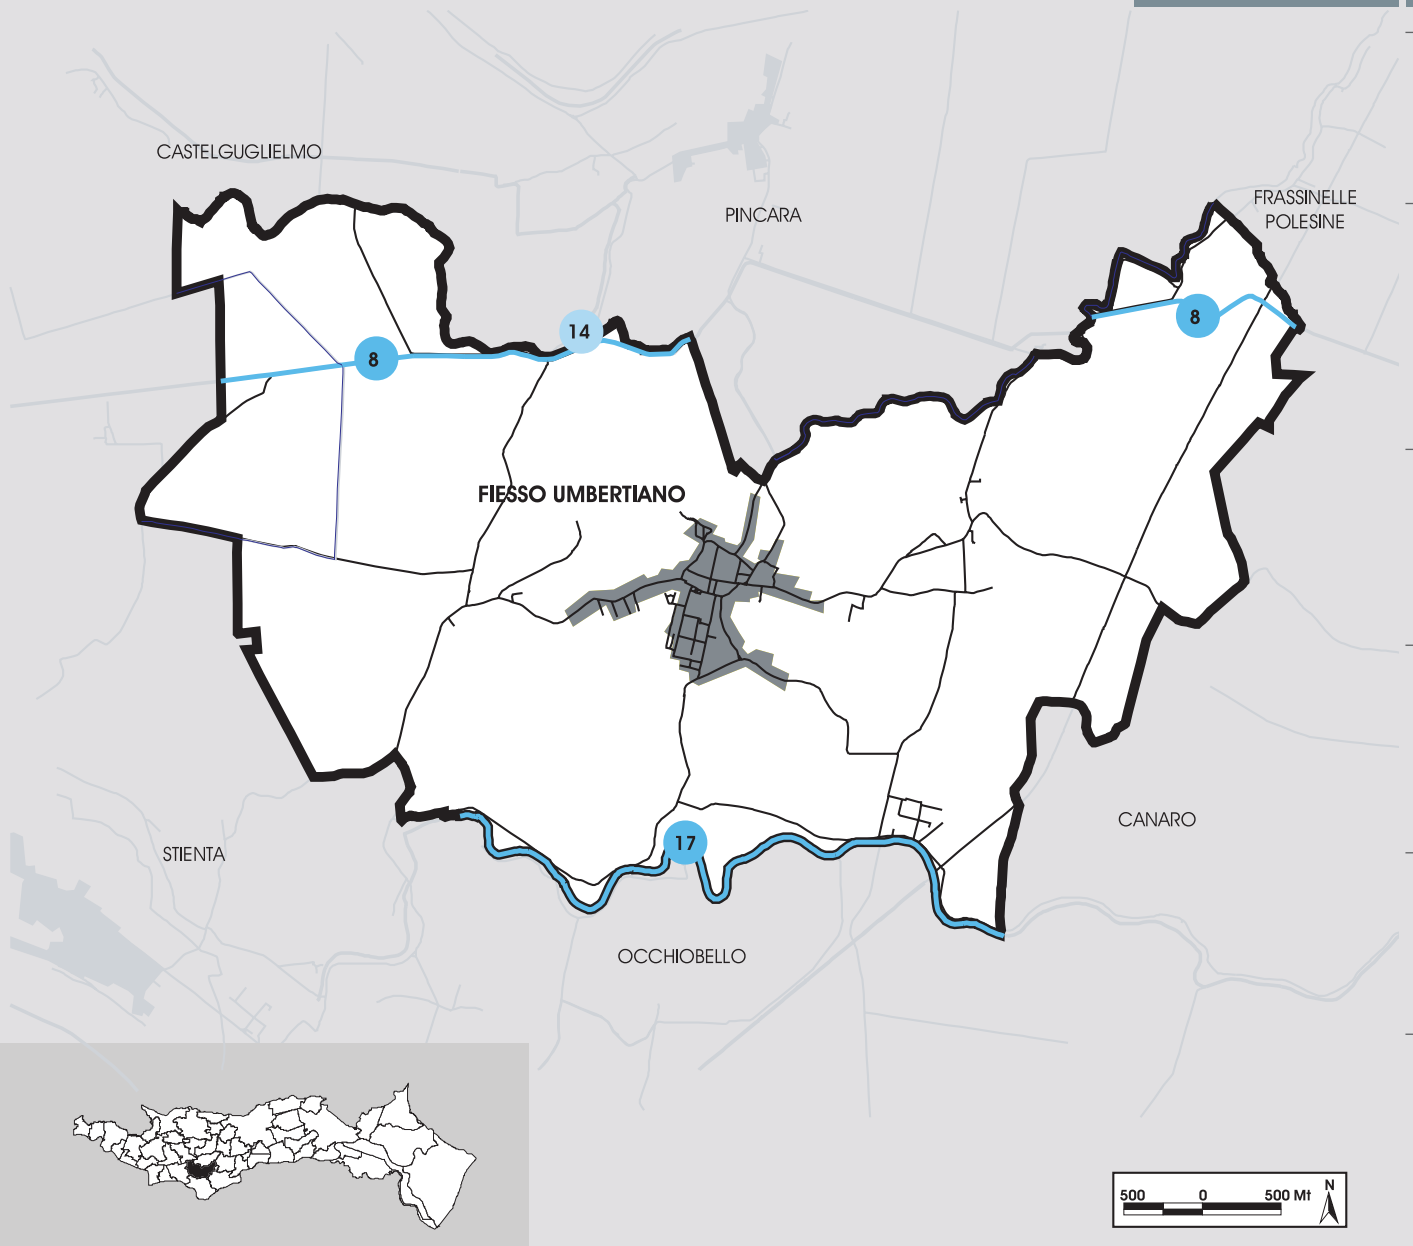 CASTELGUGLIELMO
FRASSINELLE
POLESINE
PINCARA
8
14
8
FIESSO UMBERTIANO
CANARO
17
STIENTA
OCCHIOBELLO
500 0 500 Mt N